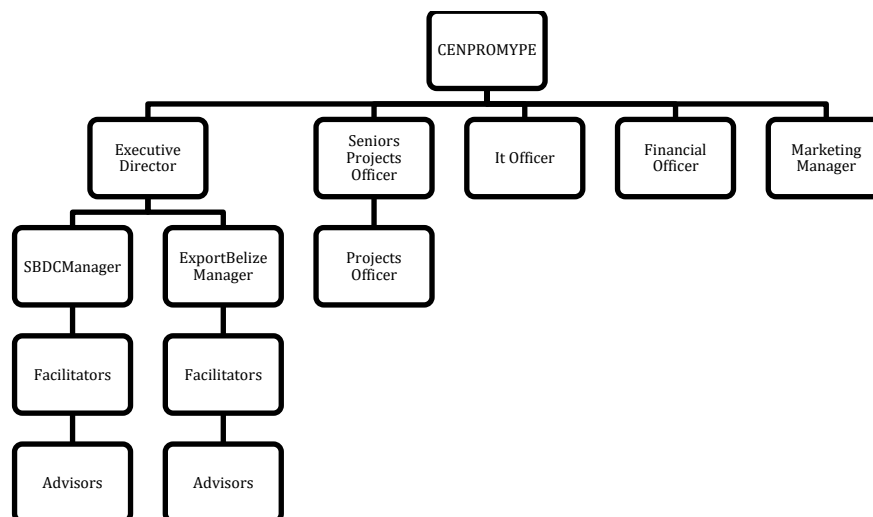 CENPROMYPE
Executive
Director
Seniors
Projects
Officer
It Officer
Financial
Officer
Marketing
Manager
SBDCManager
ExportBelize
Manager
Projects
Officer
Facilitators
Facilitators
Advisors
Advisors